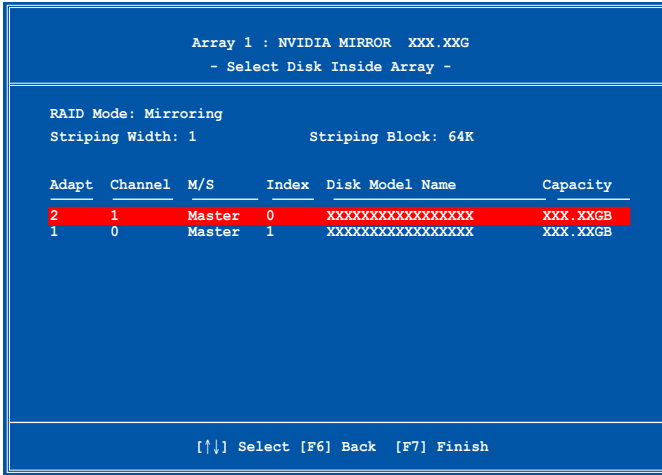 Array 1 : NVIDIA MIRROR XXX.XXG
- Select Disk Inside Array -
RAID Mode: Mirroring
Striping Width: 1 Striping Block: 64K
Adapt Channel M/S Index Disk Model Name Capacity
2 1 Master 0 XXXXXXXXXXXXXXXXX XXX.XXGB
1 0 Master 1 XXXXXXXXXXXXXXXXX XXX.XXGB
[↑↓] Select [F6] Back [F7] Finish